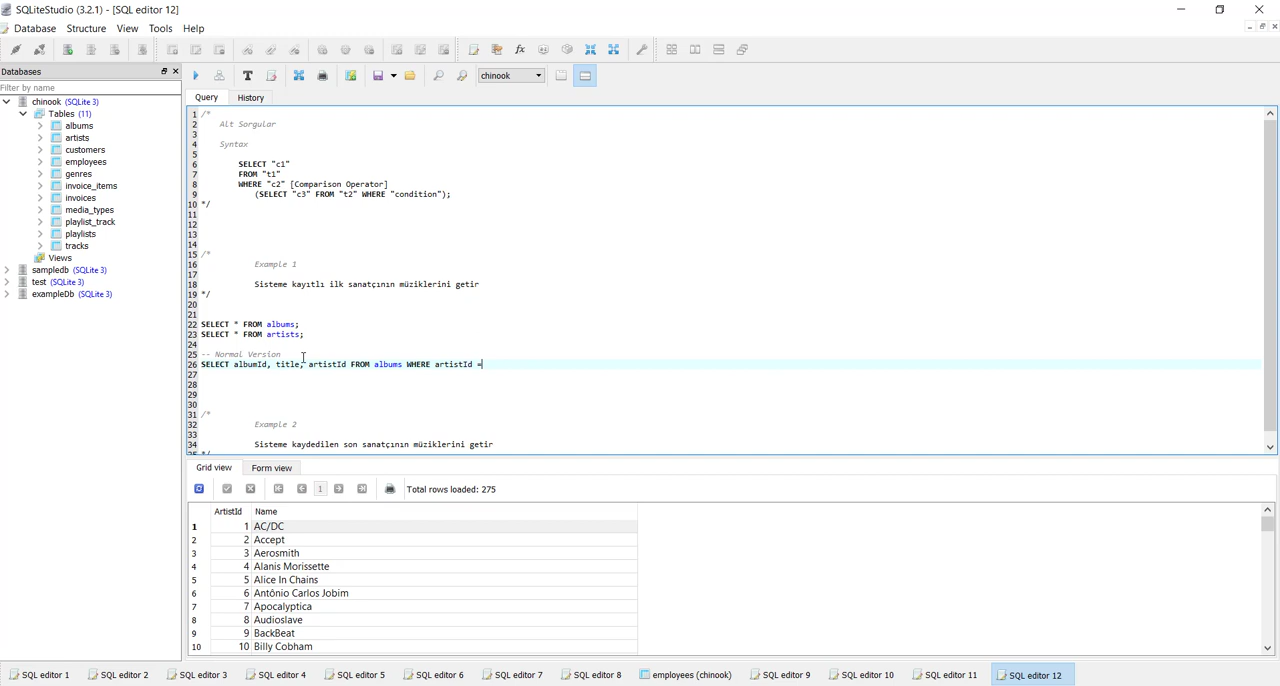 SQLiteStudio (3.2.1) - [SQL editor 12]
Database Structure View Tools Help
Databases
chinook
Filter by name
chinook (SQLite 3)
Tables (11)
albums
artists
customers
employees
genres
invoice_items
invoices
media_types
playlist_track
playlists
tracks
Views
sampledb (SQLite 3)
test (SQLite 3)
exampleDb (SQLite 3)
Query History
1 /*
2 Alt Sorgular
3
4 Syntax
5
6 SELECT "c1"
7 FROM "t1"
8 WHERE "c2" [Comparison Operator]
9 (SELECT "c3" FROM "t2" WHERE "condition");
10 */
11
12
13
14
15 /*
16 Example 1
17
18 Sisteme kayıtlı ilk sanatçının müziklerini getir
19 */
20
21
22 SELECT * FROM albums;
23 SELECT * FROM artists;
24
25 -- Normal Version
26 SELECT albumId, title, artistId FROM albums WHERE artistId =
27
28
29
30
31 /*
32 Example 2
33
34 Sisteme kaydedilen son sanatçının müziklerini getir
35 */
Grid view Form view
1 Total rows loaded: 275
ArtistId Name
1 1 AC/DC
2 2 Accept
3 3 Aerosmith
4 4 Alanis Morissette
5 5 Alice In Chains
6 6 Antônio Carlos Jobim
7 7 Apocalyptica
8 8 Audioslave
9 9 BackBeat
10 10 Billy Cobham
SQL editor 1 SQL editor 2 SQL editor 3 SQL editor 4 SQL editor 5 SQL editor 6 SQL editor 7 SQL editor 8 employees (chinook) SQL editor 9 SQL editor 10 SQL editor 11 SQL editor 12